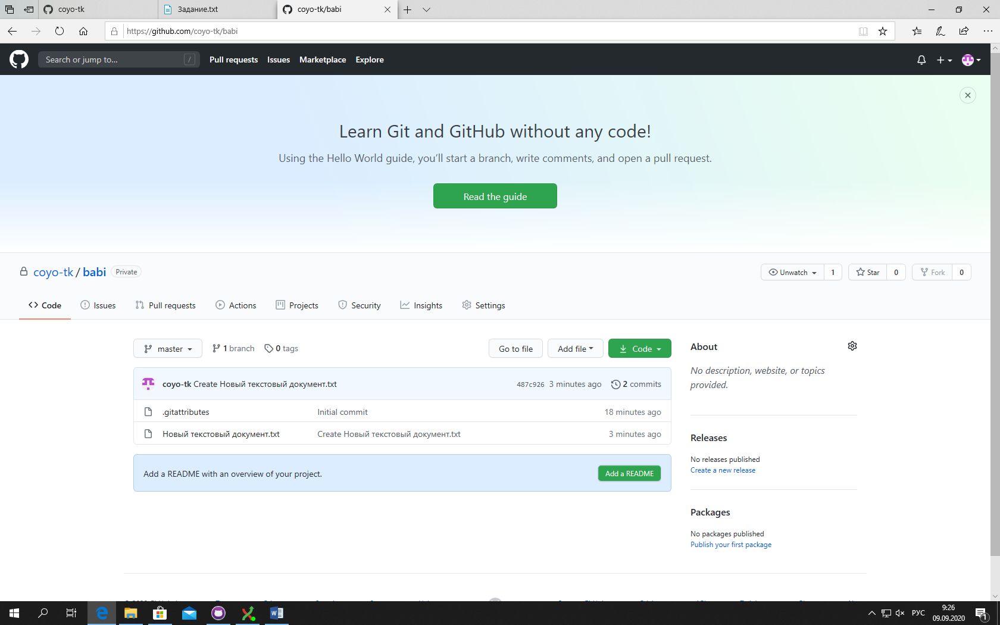 coyo-tk
Задание.txt
coyo-tk/babi
https://github.com/coyo-tk/babi
Search or jump to...
/
Pull requests
Issues
Marketplace
Explore
Learn Git and GitHub without any code!
Using the Hello World guide, you’ll start a branch, write comments, and open a pull request.
Read the guide
coyo-tk / babi
Private
Unwatch
1
Star
0
Fork
0
Code
Issues
Pull requests
Actions
Projects
Security
Insights
Settings
master
1 branch
0 tags
Go to file
Add file
Code
coyo-tk Create Новый текстовый документ.txt
487c926
3 minutes ago
2 commits
.gitattributes
Initial commit
18 minutes ago
Новый текстовый документ.txt
Create Новый текстовый документ.txt
3 minutes ago
Add a README with an overview of your project.
Add a README
About
No description, website, or topics
provided.
Releases
No releases published
Create a new release
Packages
No packages published
Publish your first package
РУС
9:26
09.09.2020
1